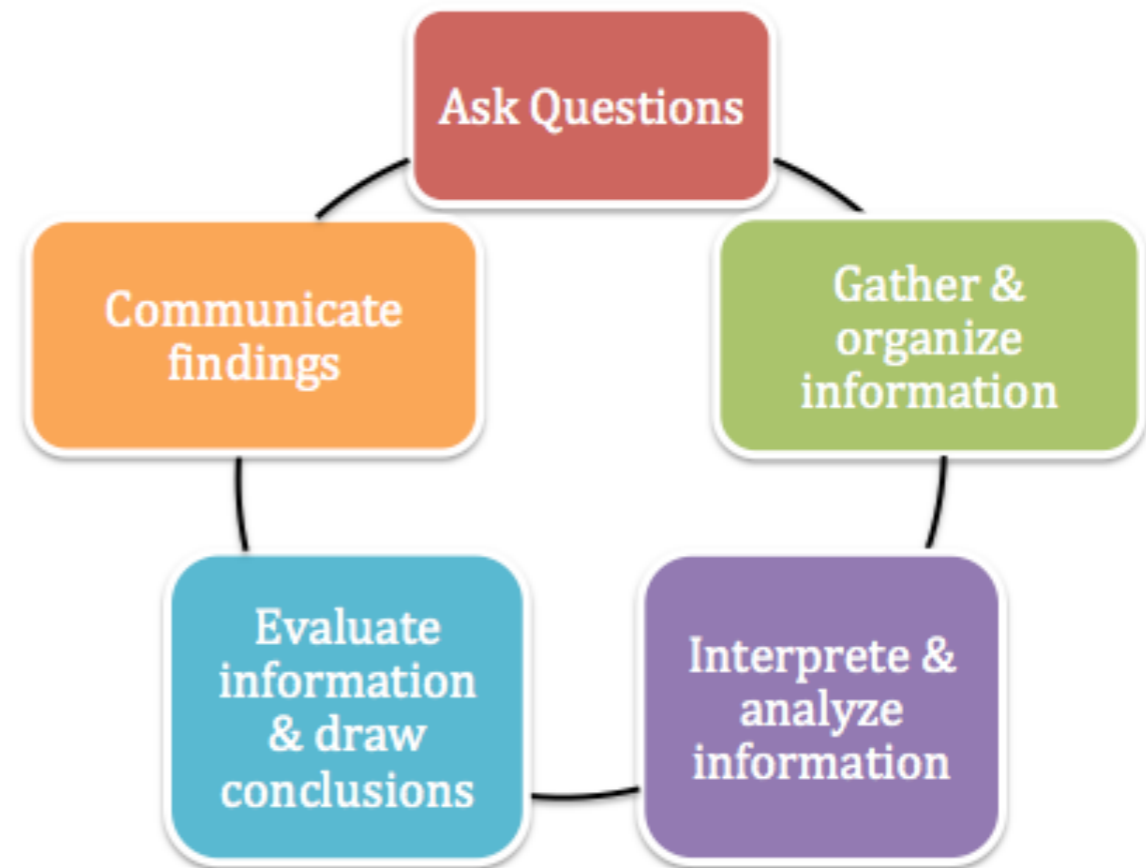 Ask Questions
Gather &
organize
information
Interprete &
analyze
information
Evaluate
information
& draw
conclusions
Communicate
findings